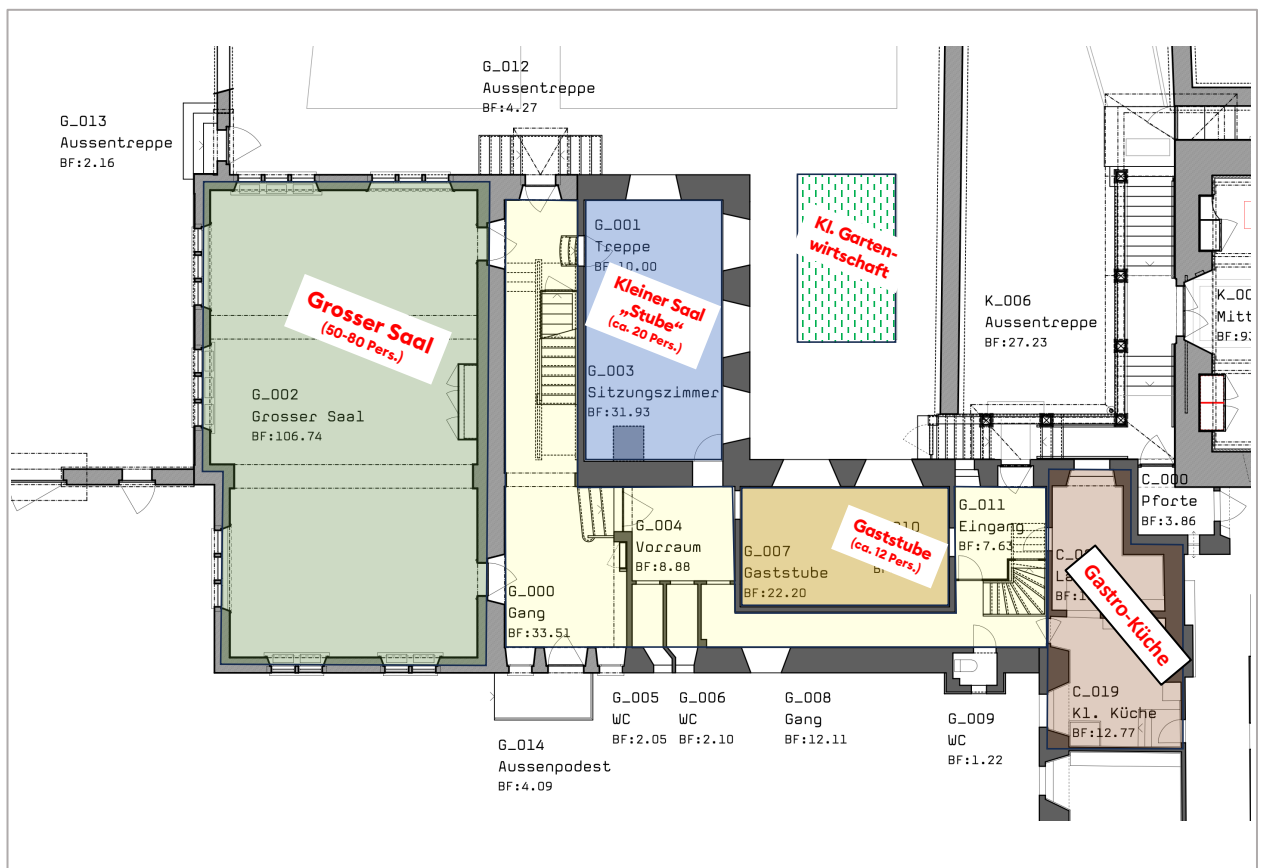 G_012
Aussentreppe
BF:4.27
G_013
Aussentreppe
BF:2.16
G_001
Treppe
BF:10.00
Kl. Garten-
wirtschaft
Grosser Saal
(50-80 Pers.)
Kleiner Saal
„Stube“
(ca. 20 Pers.)
K_006
Aussentreppe
BF:27.23
G_003
Sitzungszimmer
BF:31.93
G_002
Grosser Saal
BF:106.74
C_000
Pforte
BF:3.86
G_004
Vorraum
BF:8.88
G_007
Gaststube
BF:22.20
Gaststube
(ca. 12 Pers.)
G_011
Eingang
BF:7.63
Gastro-Küche
G_000
Gang
BF:33.51
C_019
Kl. Küche
BF:12.77
G_005
WC
BF:2.05
G_006
WC
BF:2.10
G_008
Gang
BF:12.11
G_009
WC
BF:1.22
G_014
Aussenpodest
BF:4.09